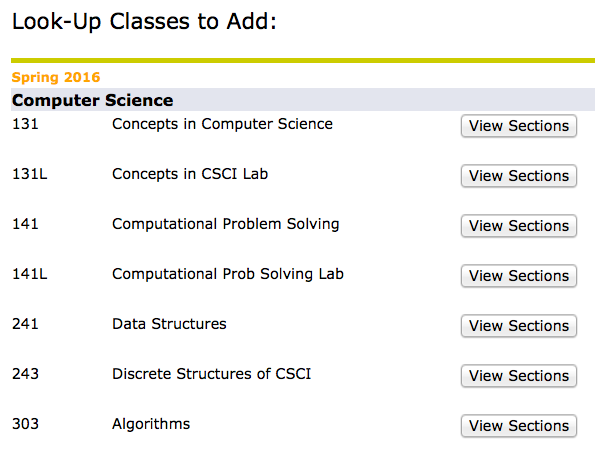 Look-Up Classes to Add:
Spring 2016
Computer Science
131 Concepts in Computer Science View Sections
131L Concepts in CSCI Lab View Sections
141 Computational Problem Solving View Sections
141L Computational Prob Solving Lab View Sections
241 Data Structures View Sections
243 Discrete Structures of CSCI View Sections
303 Algorithms View Sections